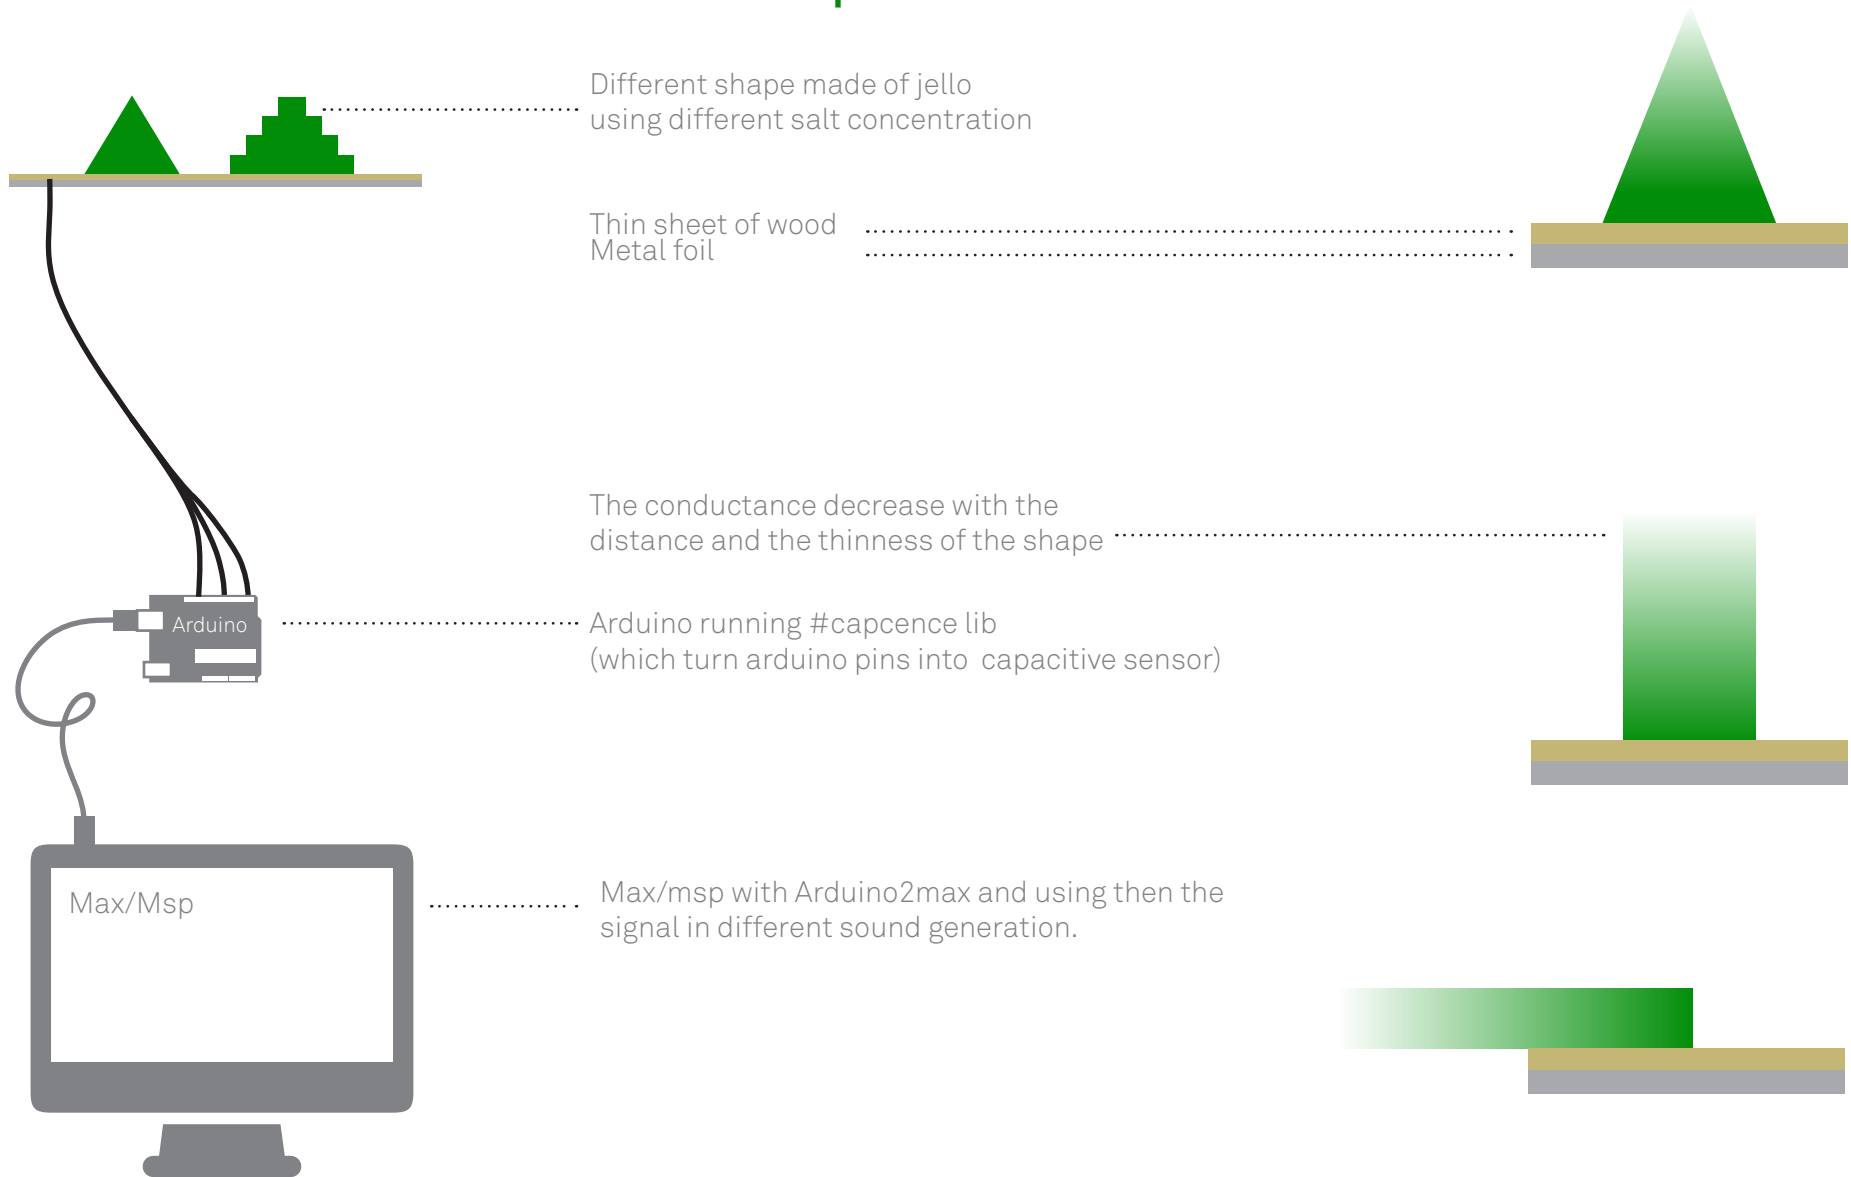 Different shape made of jello
using different salt concentration
Thin sheet of wood
Metal foil
The conductance decrease with the
distance and the thinness of the shape
Arduino
Arduino running #capcence lib
(which turn arduino pins into  capacitive sensor)
Max/Msp
Max/msp with Arduino2max and using then the
signal in different sound generation.